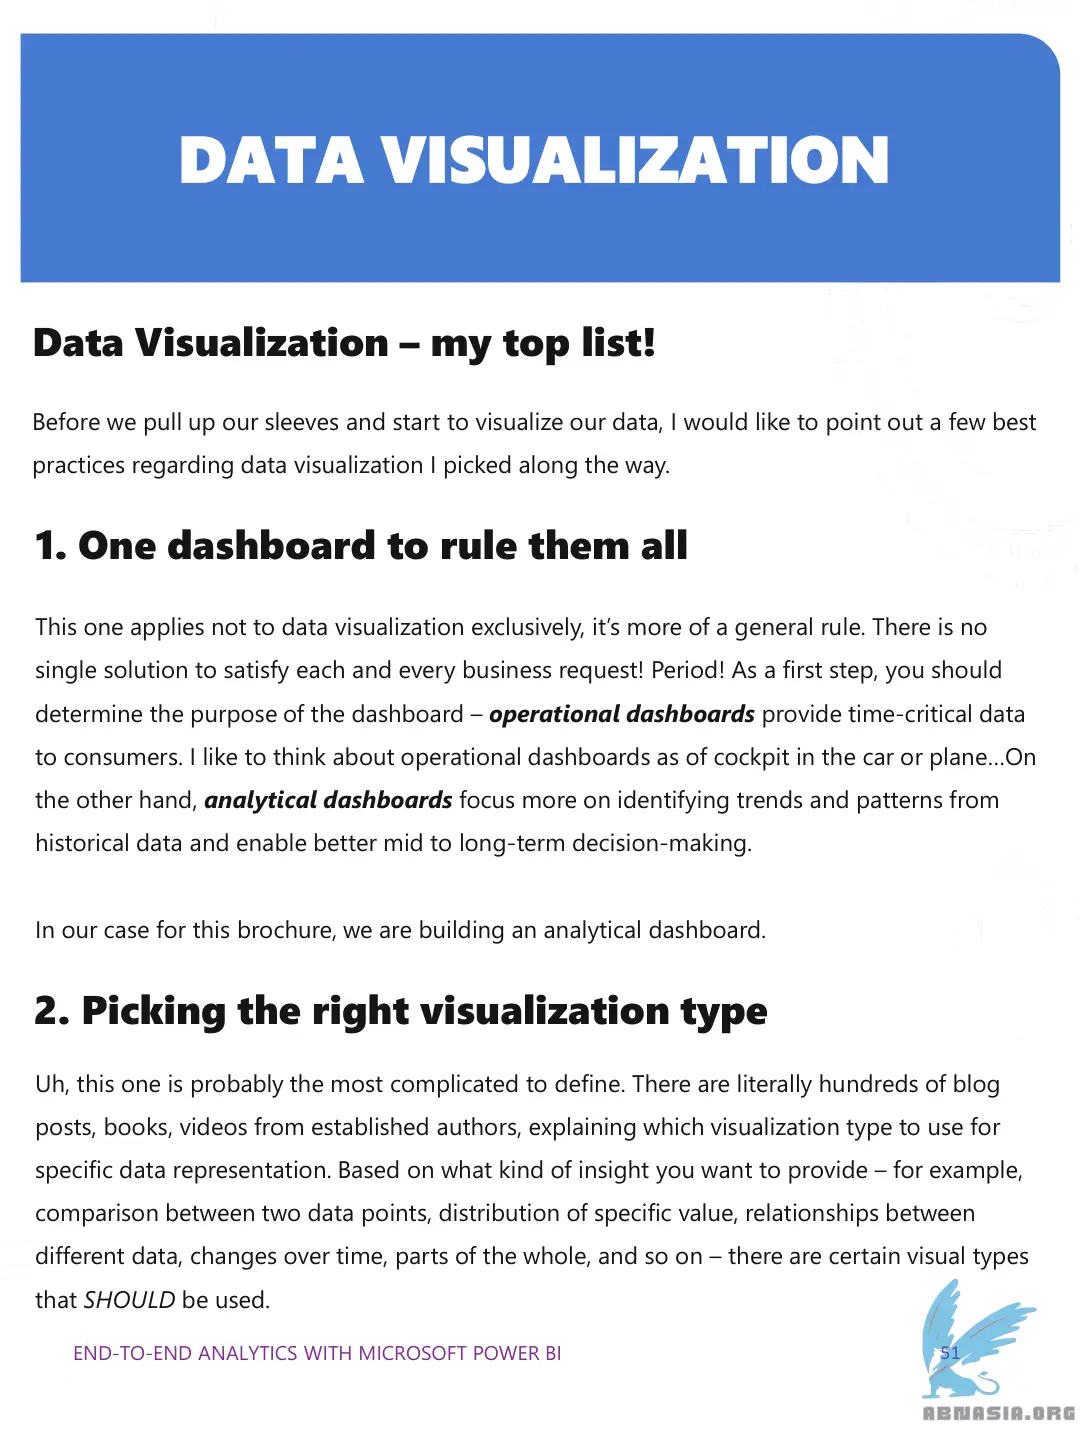 DATA VISUALIZATION
Data Visualization – my top list!
Before we pull up our sleeves and start to visualize our data, I would like to point out a few best
practices regarding data visualization I picked along the way.
1. One dashboard to rule them all
This one applies not to data visualization exclusively, it’s more of a general rule. There is no
single solution to satisfy each and every business request! Period! As a first step, you should
determine the purpose of the dashboard – operational dashboards provide time-critical data
to consumers. I like to think about operational dashboards as of cockpit in the car or plane…On
the other hand, analytical dashboards focus more on identifying trends and patterns from
historical data and enable better mid to long-term decision-making.
In our case for this brochure, we are building an analytical dashboard.
2. Picking the right visualization type
Uh, this one is probably the most complicated to define. There are literally hundreds of blog
posts, books, videos from established authors, explaining which visualization type to use for
specific data representation. Based on what kind of insight you want to provide – for example,
comparison between two data points, distribution of specific value, relationships between
different data, changes over time, parts of the whole, and so on – there are certain visual types
that SHOULD be used.
END-TO-END ANALYTICS WITH MICROSOFT POWER BI
51
ABNASIA.ORG